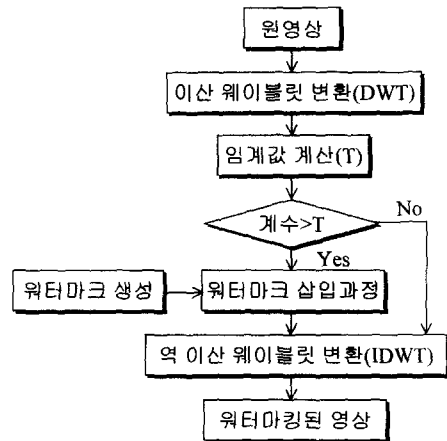 원영상
이산 웨이블릿 변환(DWT)
임계값 계산(T)
계수>T
No
Yes
워터마크 생성
워터마크 삽입과정
역 이산 웨이블릿 변환(IDWT)
워터마킹된 영상